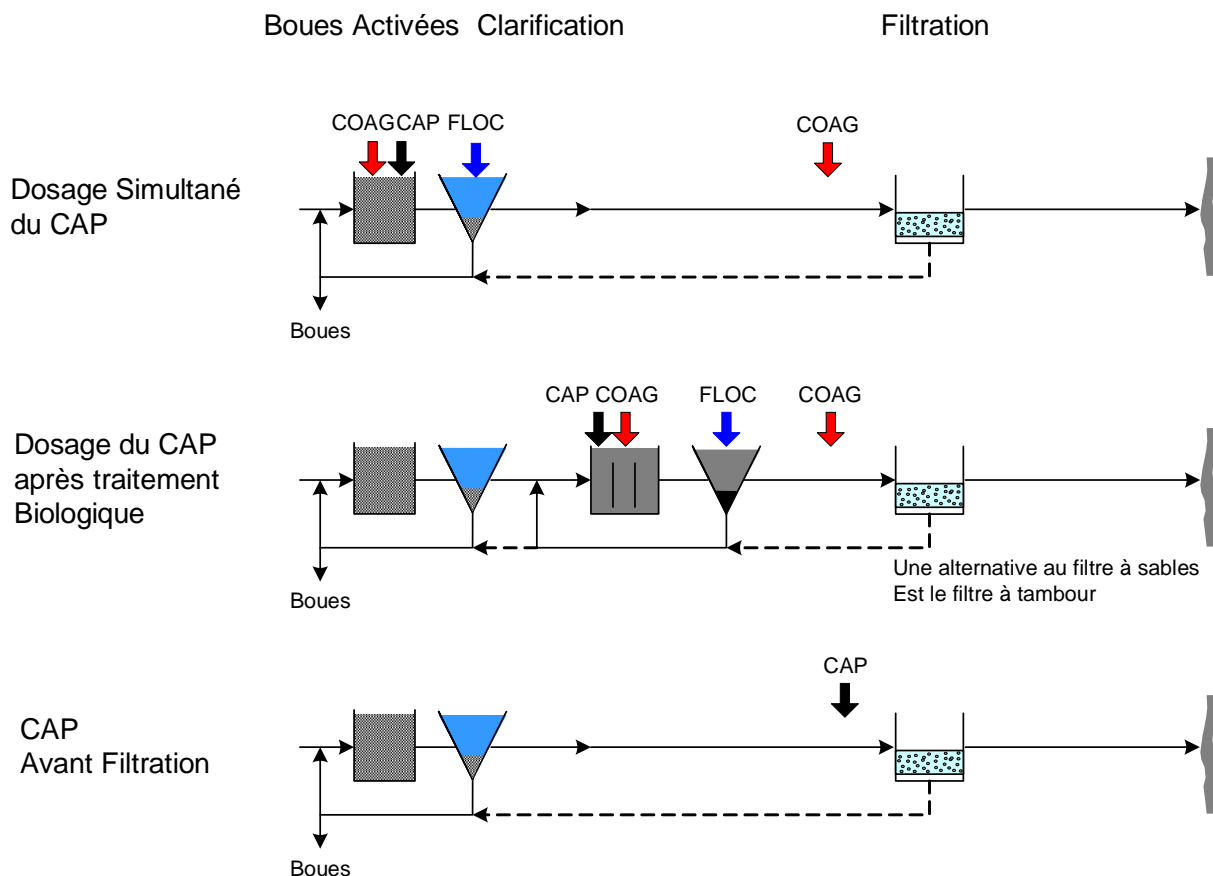 Boues Activées Clarification Filtration
COAG CAP FLOC COAG
Dosage Simultané
du CAP
Boues
CAP COAG FLOC COAG
Dosage du CAP
après traitement
Biologique
Une alternative au filtre à sables
Est le filtre à tambour
Boues
CAP
CAP
Avant Filtration
Boues